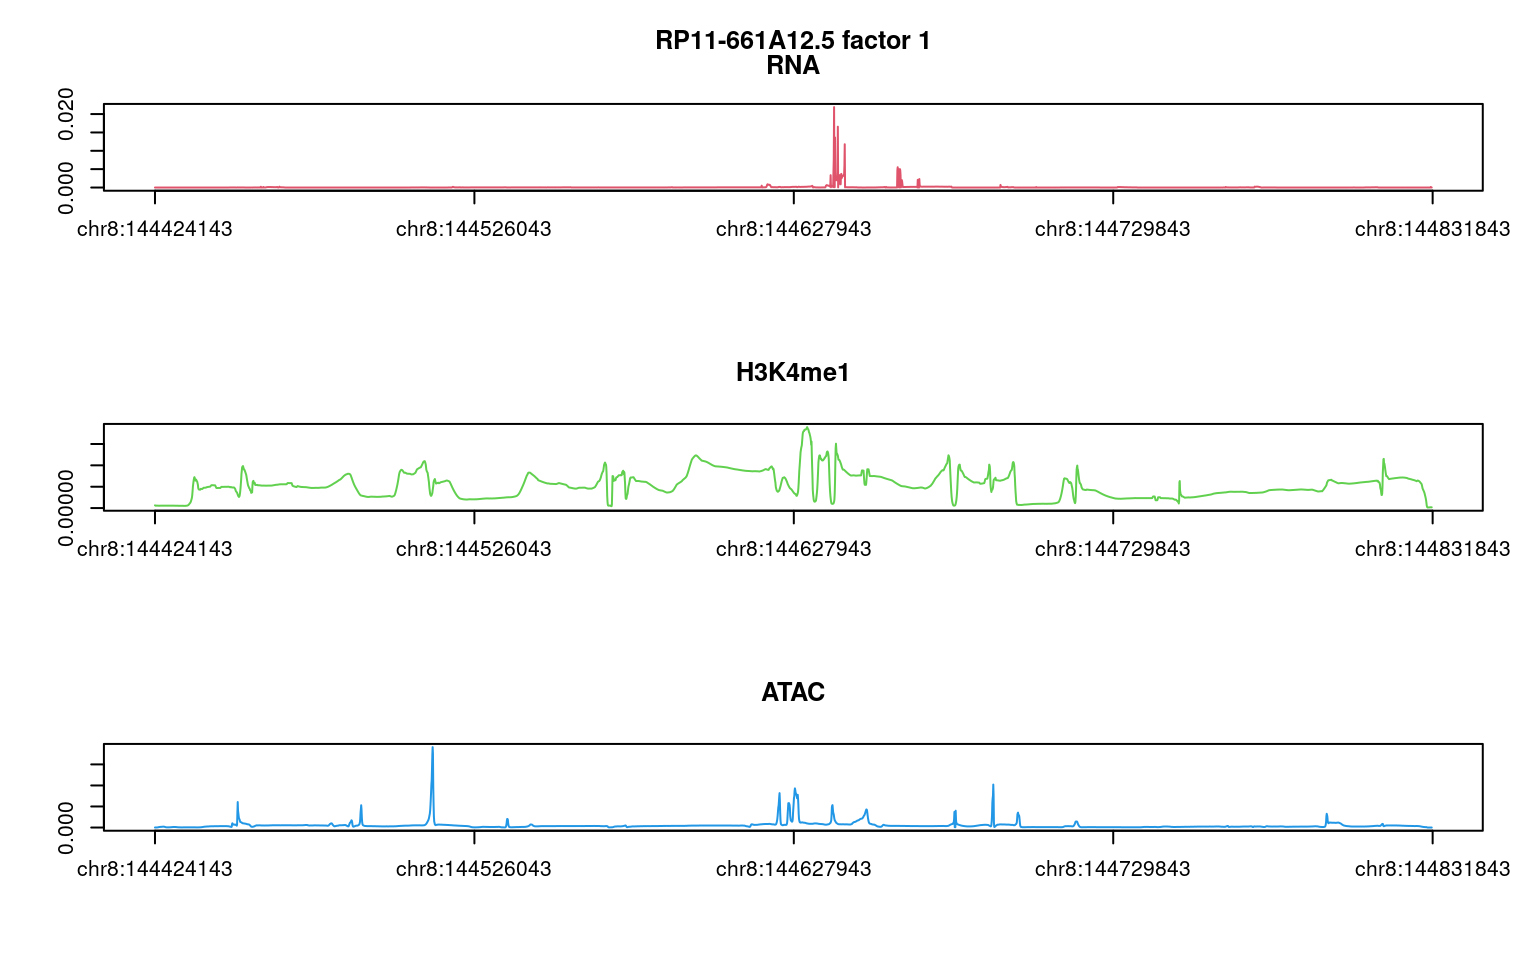 RP11-661A12.5 factor 1
RNA
0.020
0.000
chr8:144424143 chr8:144526043 chr8:144627943 chr8:144729843 chr8:144831843
H3K4me1
0.00000
chr8:144424143 chr8:144526043 chr8:144627943 chr8:144729843 chr8:144831843
ATAC
0.000
chr8:144424143 chr8:144526043 chr8:144627943 chr8:144729843 chr8:144831843